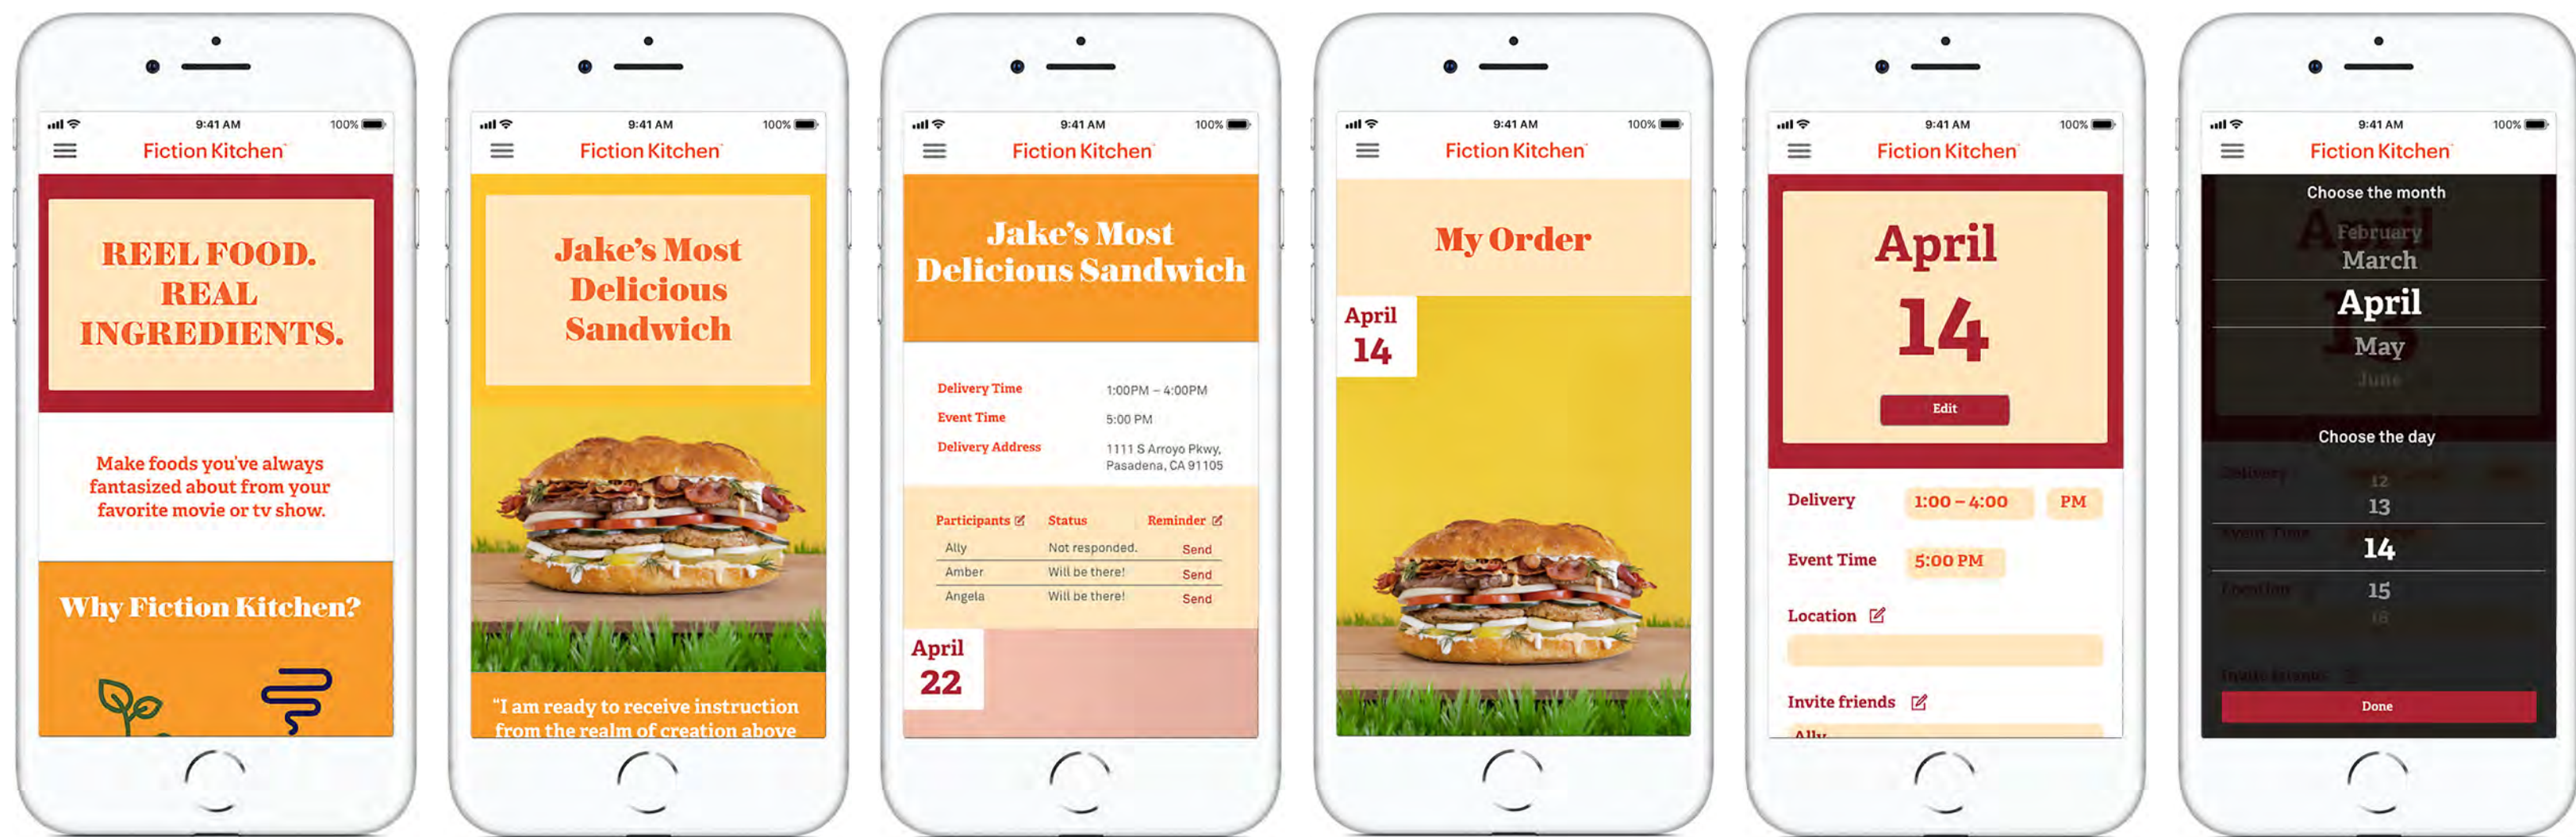 9:41 AM
100%
Fiction Kitchen
REEL FOOD.
REAL
INGREDIENTS.
Make foods you've always
fantasized about from your
favorite movie or tv show.
Why Fiction Kitchen?
9:41 AM
100%
Fiction Kitchen
Jake's Most
Delicious
Sandwich
"I am ready to receive instruction
from the realm of creation above
9:41 AM
100%
Fiction Kitchen
Jake's Most
Delicious Sandwich
Delivery Time 1:00PM – 4:00PM
Event Time 5:00 PM
Delivery Address 1111 S Arroyo Pkwy,
Pasadena, CA 91105
Participants Status Reminder
Ally Not responded. Send
Amber Will be there! Send
Angela Will be there! Send
April
22
9:41 AM
100%
Fiction Kitchen
My Order
April
14
9:41 AM
100%
Fiction Kitchen
April
14
Edit
Delivery 1:00 – 4:00 PM
Event Time 5:00 PM
Location
Invite friends
Ally
9:41 AM
100%
Fiction Kitchen
Choose the month
February
March
April
May
June
Choose the day
12
13
14
15
16
Done